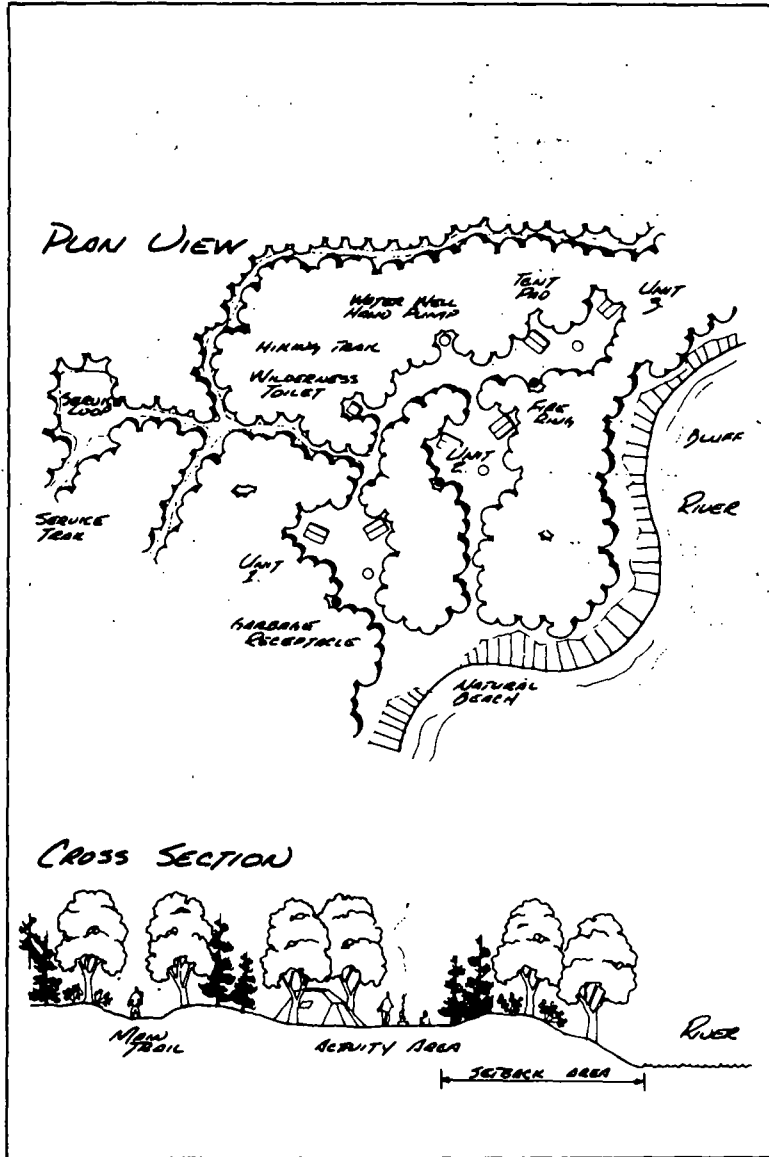 PLAN VIEW
WATER WELL
HAND PUMP
TENT
PAD
UNIT
3
HIKING TRAIL
WILDERNESS
TOILET
SERVICE
LOOP
FIRE
RING
UNIT
2
BLUFF
RIVER
SERVICE
TRAIL
UNIT
1
GARBAGE
RECEPTACLE
NATURAL
BEACH
CROSS SECTION
MAIN
TRAIL
ACTIVITY AREA
RIVER
SETBACK AREA